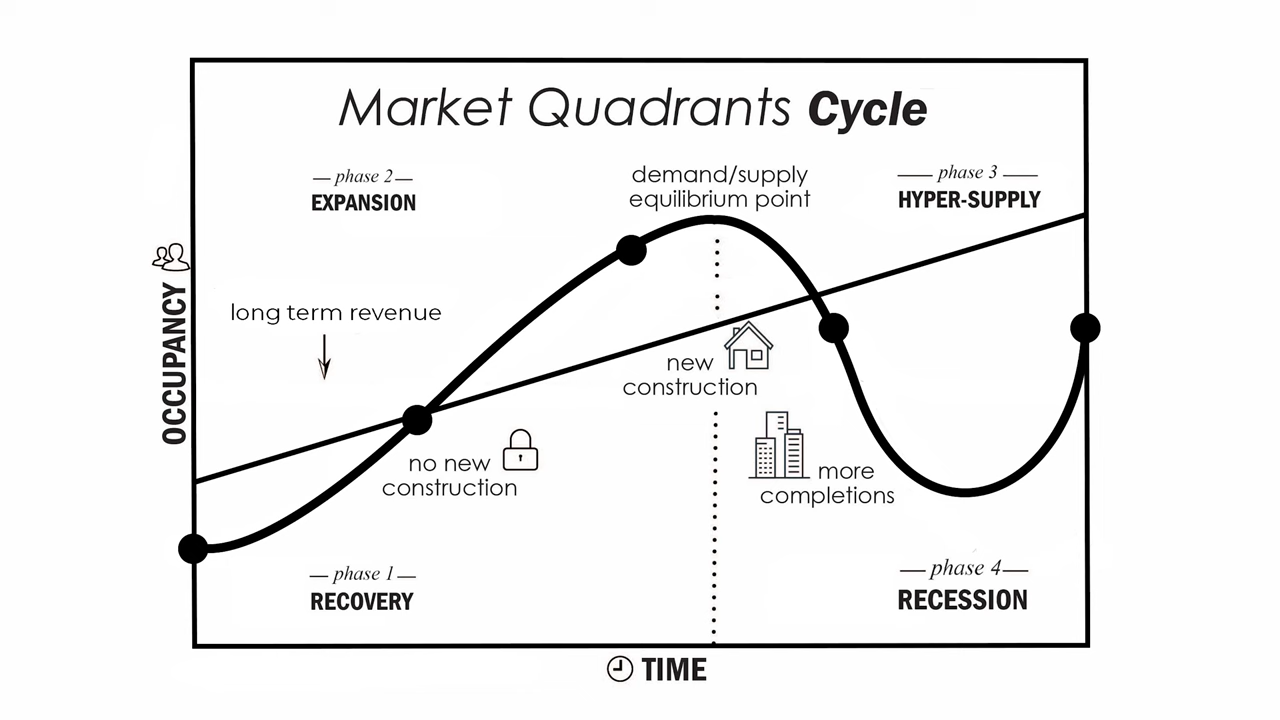 Market Quadrants Cycle
— phase 2 —
EXPANSION
demand/supply
equilibrium point
— phase 3 —
HYPER-SUPPLY
OCCUPANCY
long term revenue
new
construction
no new
construction
more
completions
— phase 1 —
RECOVERY
— phase 4 —
RECESSION
TIME